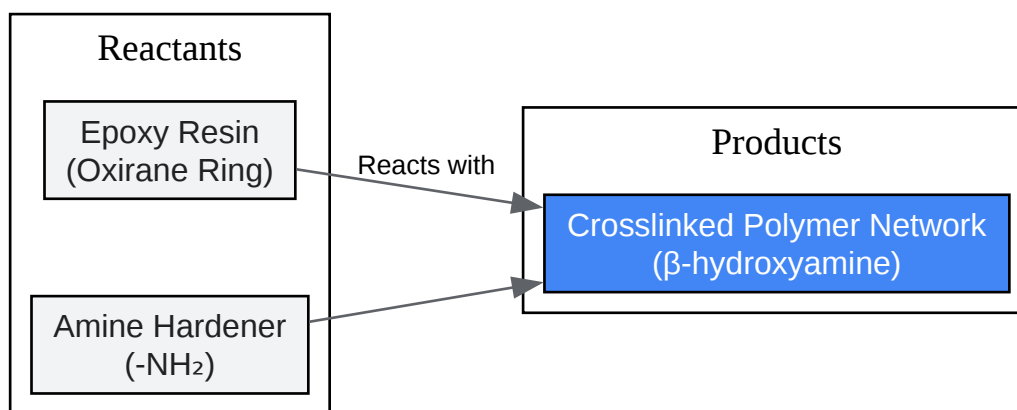 Reactants
Epoxy Resin
(Oxirane Ring)
Reacts with
Amine Hardener
(-NH₂)
Products
Crosslinked Polymer Network
(β-hydroxyamine)